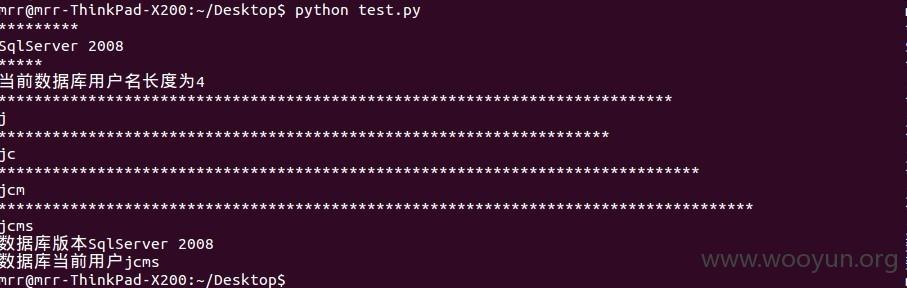 mrr@mrr-ThinkPad-X200:~/Desktop$ python test.py
*********
SqlServer 2008
*****
当前数据库用户名长度为4
***************************************************************************
j
********************************************************************
jc
******************************************************************************
jcm
************************************************************************************
jcms
数据库版本SqlServer 2008
数据库当前用户jcms
mrr@mrr-ThinkPad-X200:~/Desktop$
www.wooyun.org